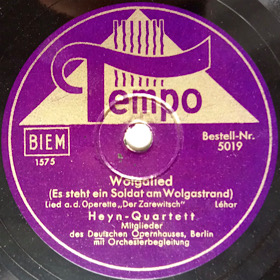 Tempo
BIEM
1575
Bestell-Nr.
5019
Wolgalied
(Es steht ein Soldat am Wolgastrand)
Lied a.d. Operette „Der Zarewitsch" Léhar
Heyn-Quartett
Mitglieder
des Deutschen Opernhauses, Berlin
mit Orchesterbegleitung